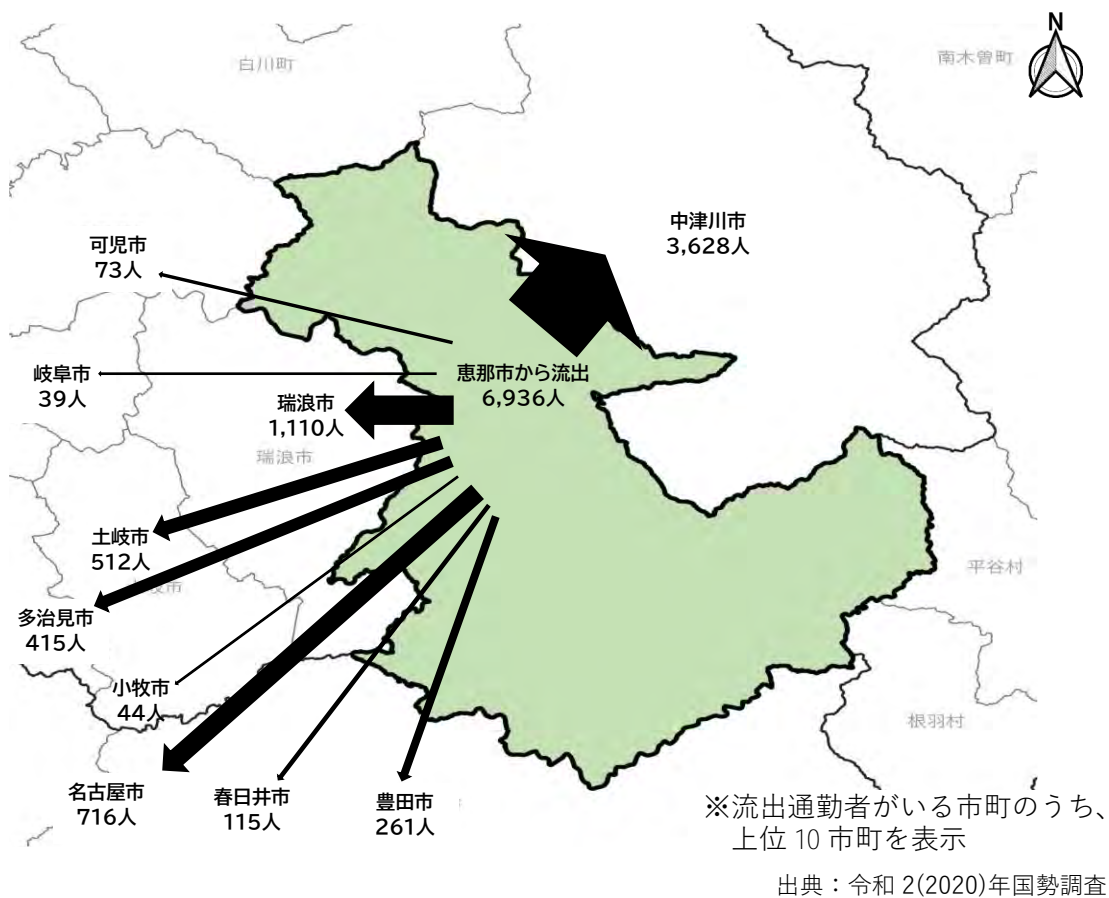 N
白川町
南木曽町
中津川市
3,628人
可児市
73人
岐阜市
39人
恵那市から流出
6,936人
瑞浪市
1,110人
瑞浪市
土岐市
512人
平谷村
多治見市
415人
小牧市
44人
根羽村
名古屋市
716人
春日井市
115人
豊田市
261人
※流出通勤者がいる市町のうち、
上位 10 市町を表示
出典:令和 2(2020)年国勢調査